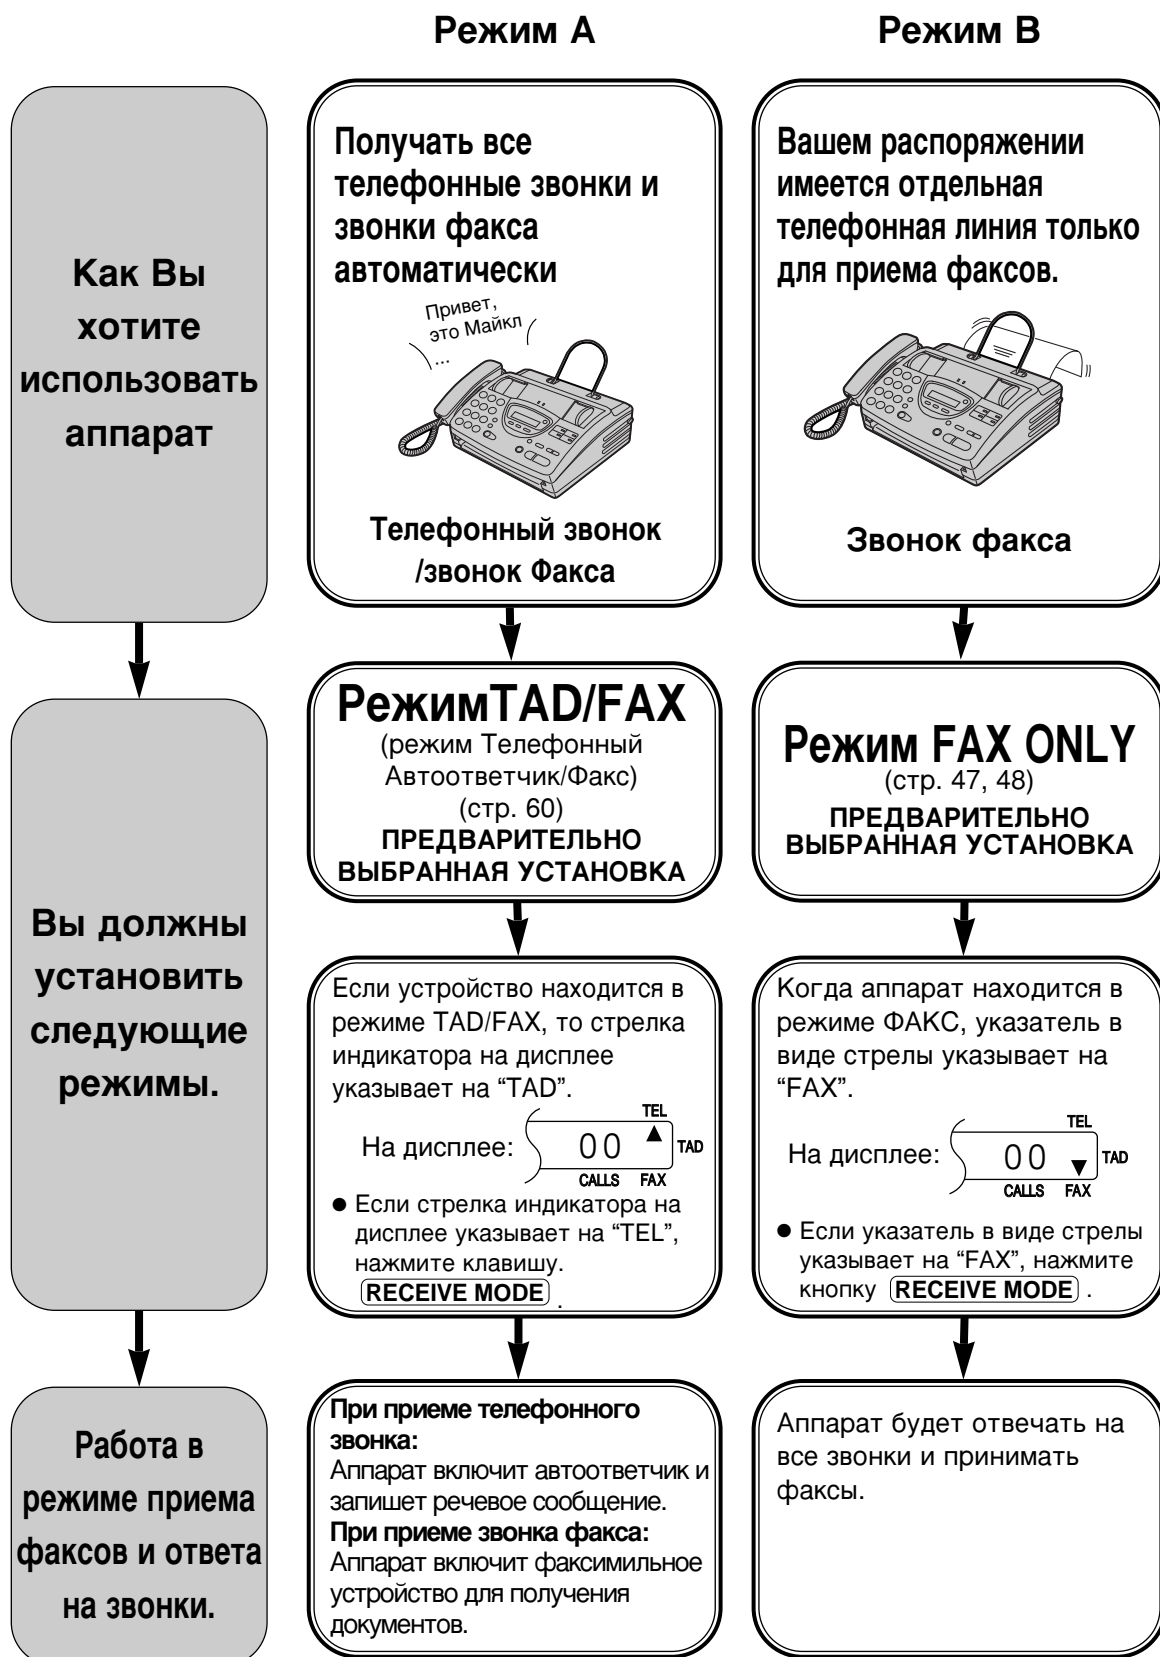 Режим A
Режим B
Как Вы
хотите
использовать
аппарат
Получать все
телефонные звонки и
звонки факса
автоматически
Привет,
это Майкл
...
Телефонный звонок
/звонок Факса
Вашем распоряжении
имеется отдельная
телефонная линия только
для приема факсов.
Звонок факса
Вы должны
установить
следующие
режимы.
РежимTAD/FAX
(режим Телефонный
Автоответчик/Факс)
(стр. 60)
ПРЕДВАРИТЕЛЬНО
ВЫБРАННАЯ УСТАНОВКА
Режим FAX ONLY
(стр. 47, 48)
ПРЕДВАРИТЕЛЬНО
ВЫБРАННАЯ УСТАНОВКА
Если устройство находится в
режиме TAD/FAX, то стрелка
индикатора на дисплее
указывает на “TAD”.
TEL
На дисплее: 00 ▲ TAD
CALLS FAX
● Если стрелка индикатора на
дисплее указывает на “TEL”,
нажмите клавишу.
RECEIVE MODE .
Когда аппарат находится в
режиме ФАКС, указатель в
виде стрелы указывает на
“FAX”.
TEL
На дисплее: 00 ▼ TAD
CALLS FAX
● Если указатель в виде стрелы
указывает на “FAX”, нажмите
кнопку RECEIVE MODE .
Работа в
режиме приема
факсов и ответа
на звонки.
При приеме телефонного
звонка:
Аппарат включит автоответчик и
запишет речевое сообщение.
При приеме звонка факса:
Аппарат включит факсимильное
устройство для получения
документов.
Аппарат будет отвечать на
все звонки и принимать
факсы.